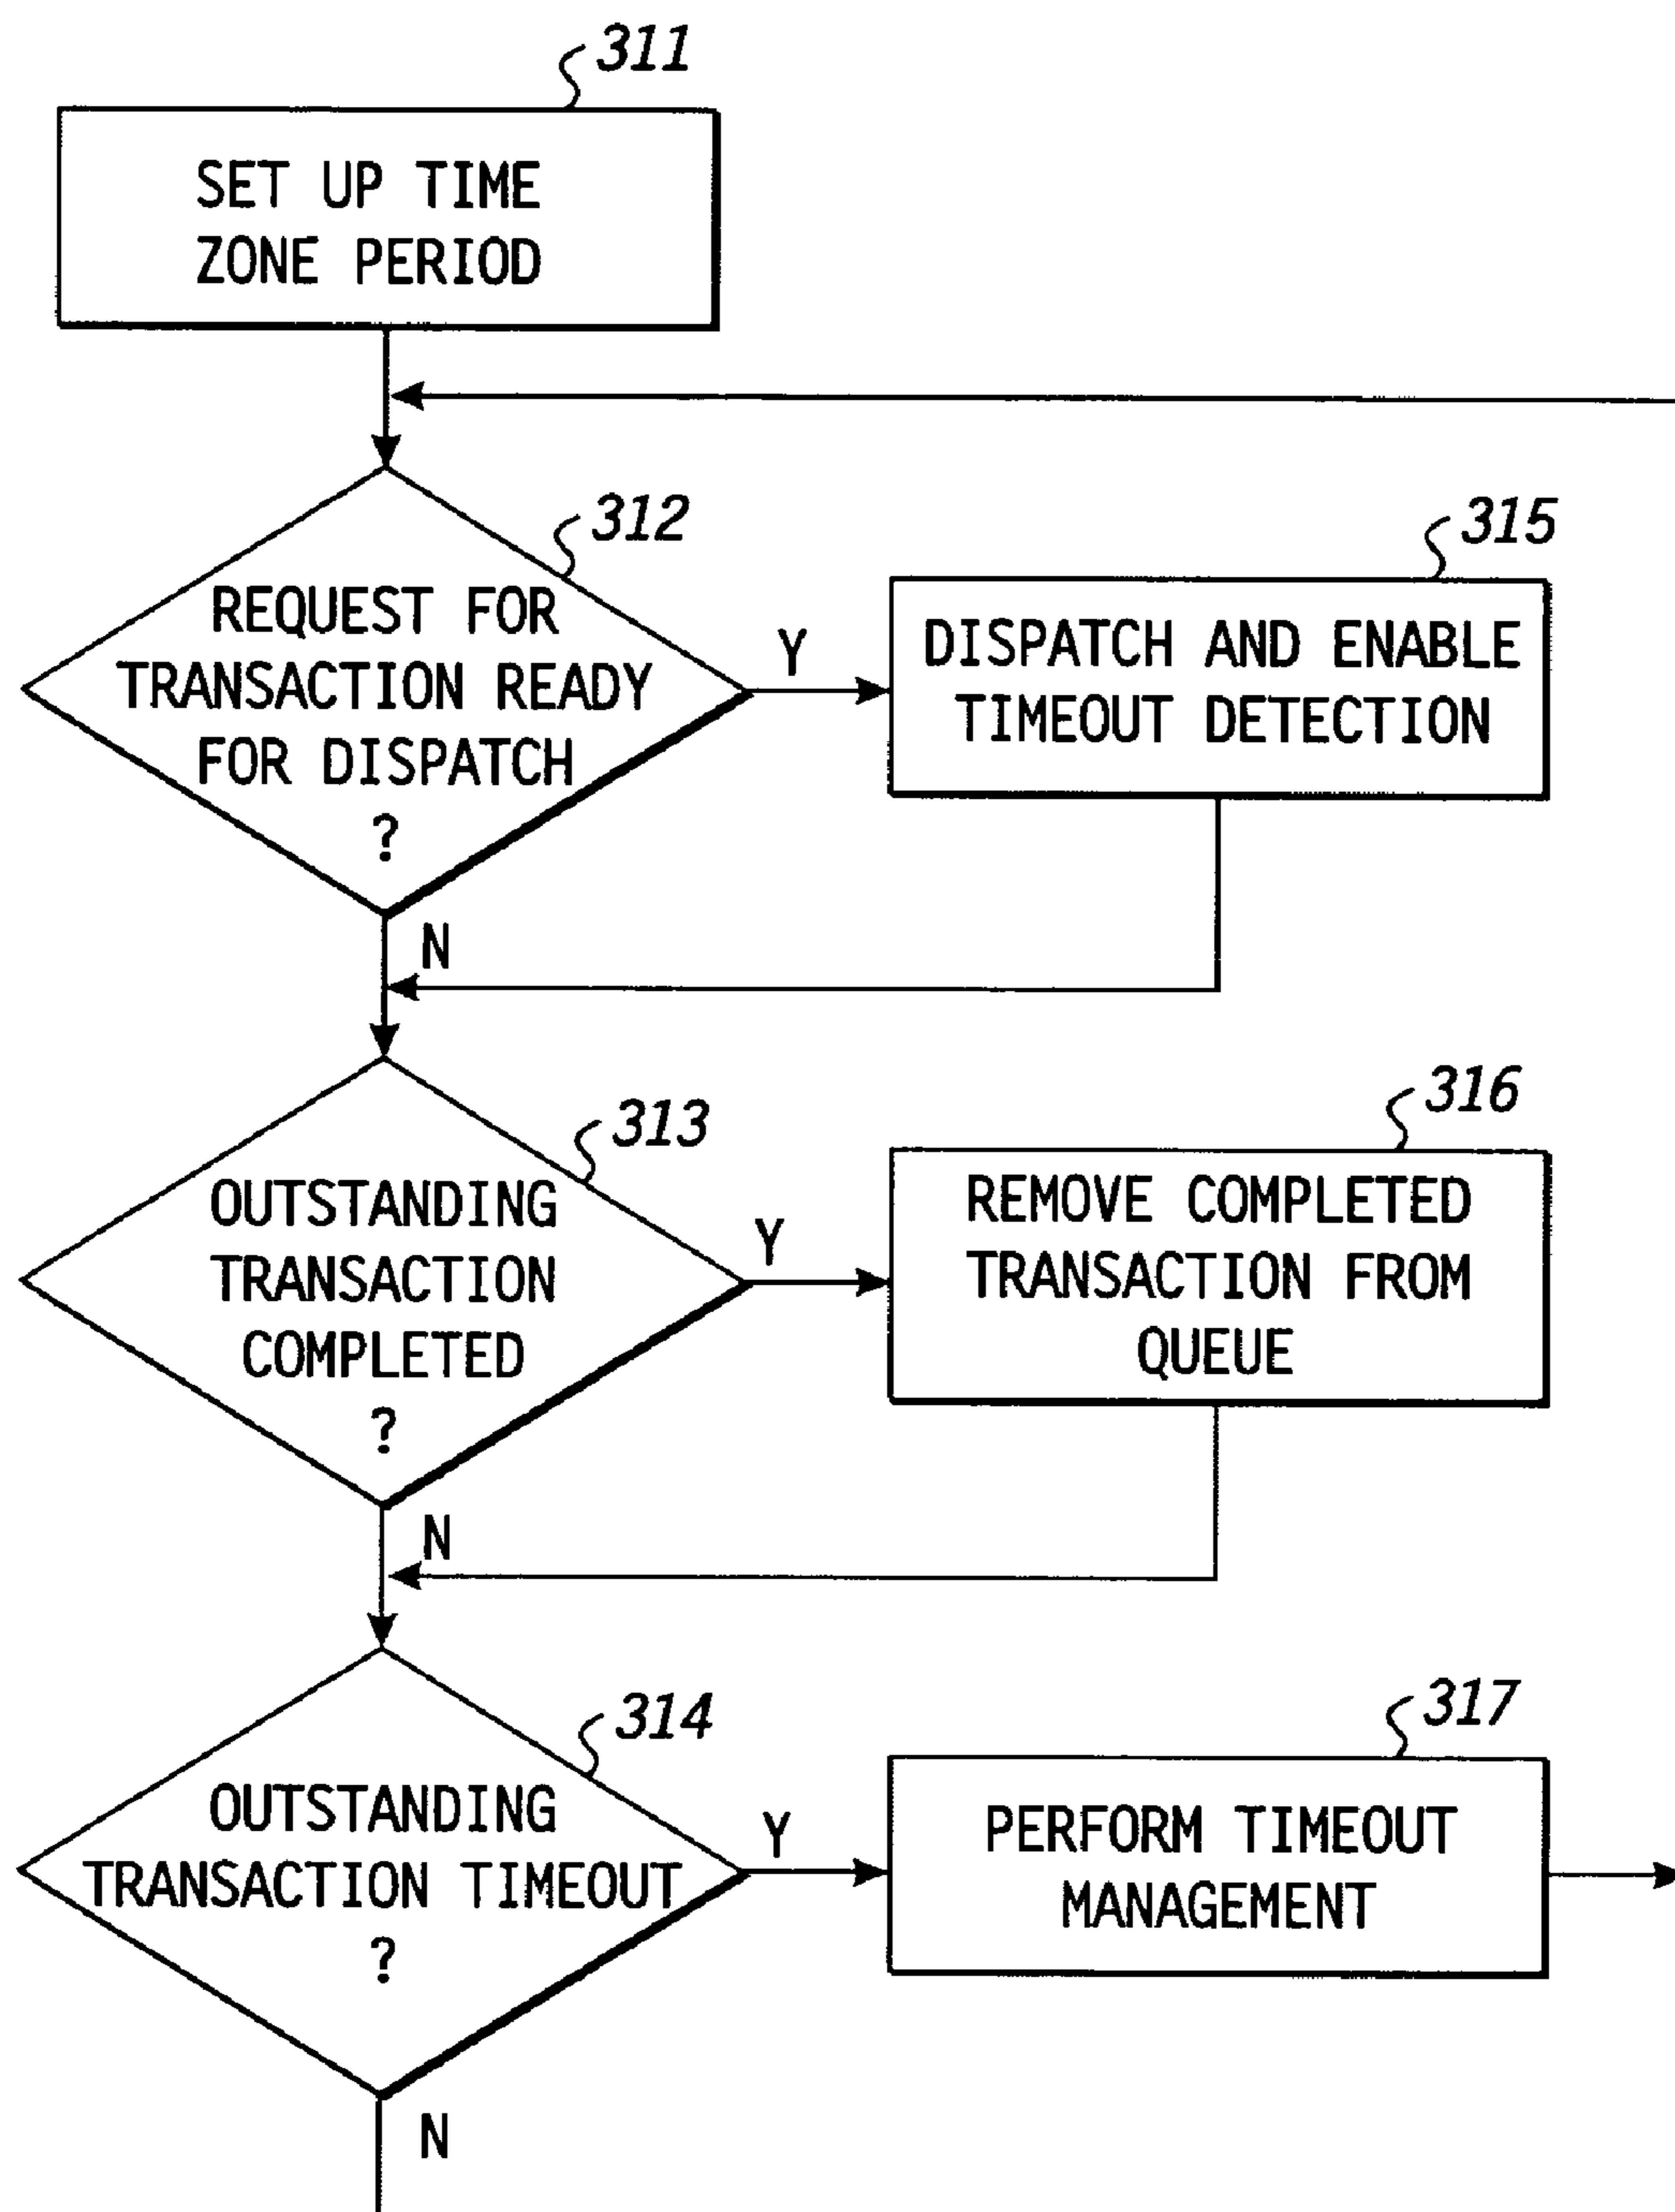 311
SET UP TIME
ZONE PERIOD
312
REQUEST FOR
TRANSACTION READY
FOR DISPATCH
?
Y
N
315
DISPATCH AND ENABLE
TIMEOUT DETECTION
313
OUTSTANDING
TRANSACTION
COMPLETED
?
Y
N
316
REMOVE COMPLETED
TRANSACTION FROM
QUEUE
314
OUTSTANDING
TRANSACTION TIMEOUT
?
Y
N
317
PERFORM TIMEOUT
MANAGEMENT